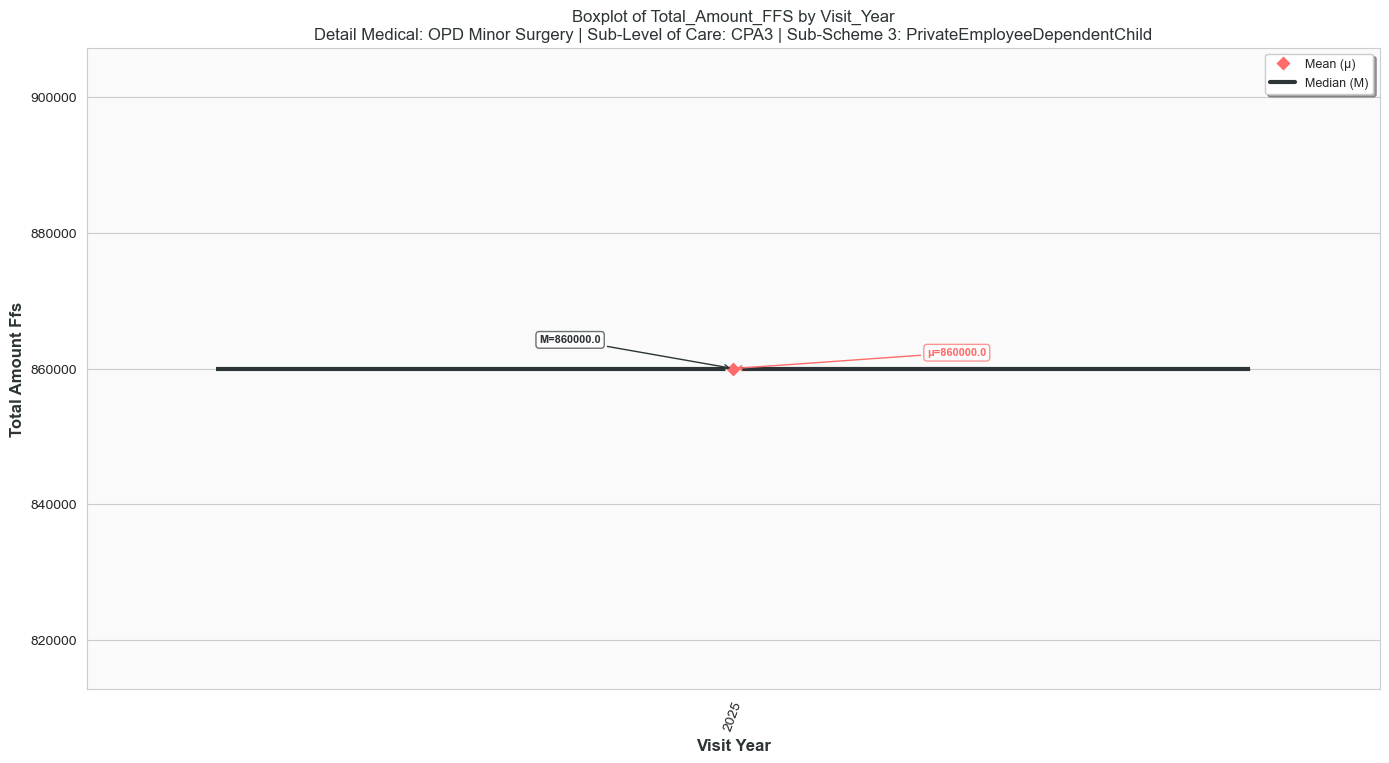 Boxplot of Total_Amount_FFS by Visit_Year
Detail Medical: OPD Minor Surgery | Sub-Level of Care: CPA3 | Sub-Scheme 3: PrivateEmployeeDependentChild
Mean (μ)
Median (M)
Total Amount Ffs
900000
880000
860000
840000
820000
M=860000.0
μ=860000.0
2025
Visit Year